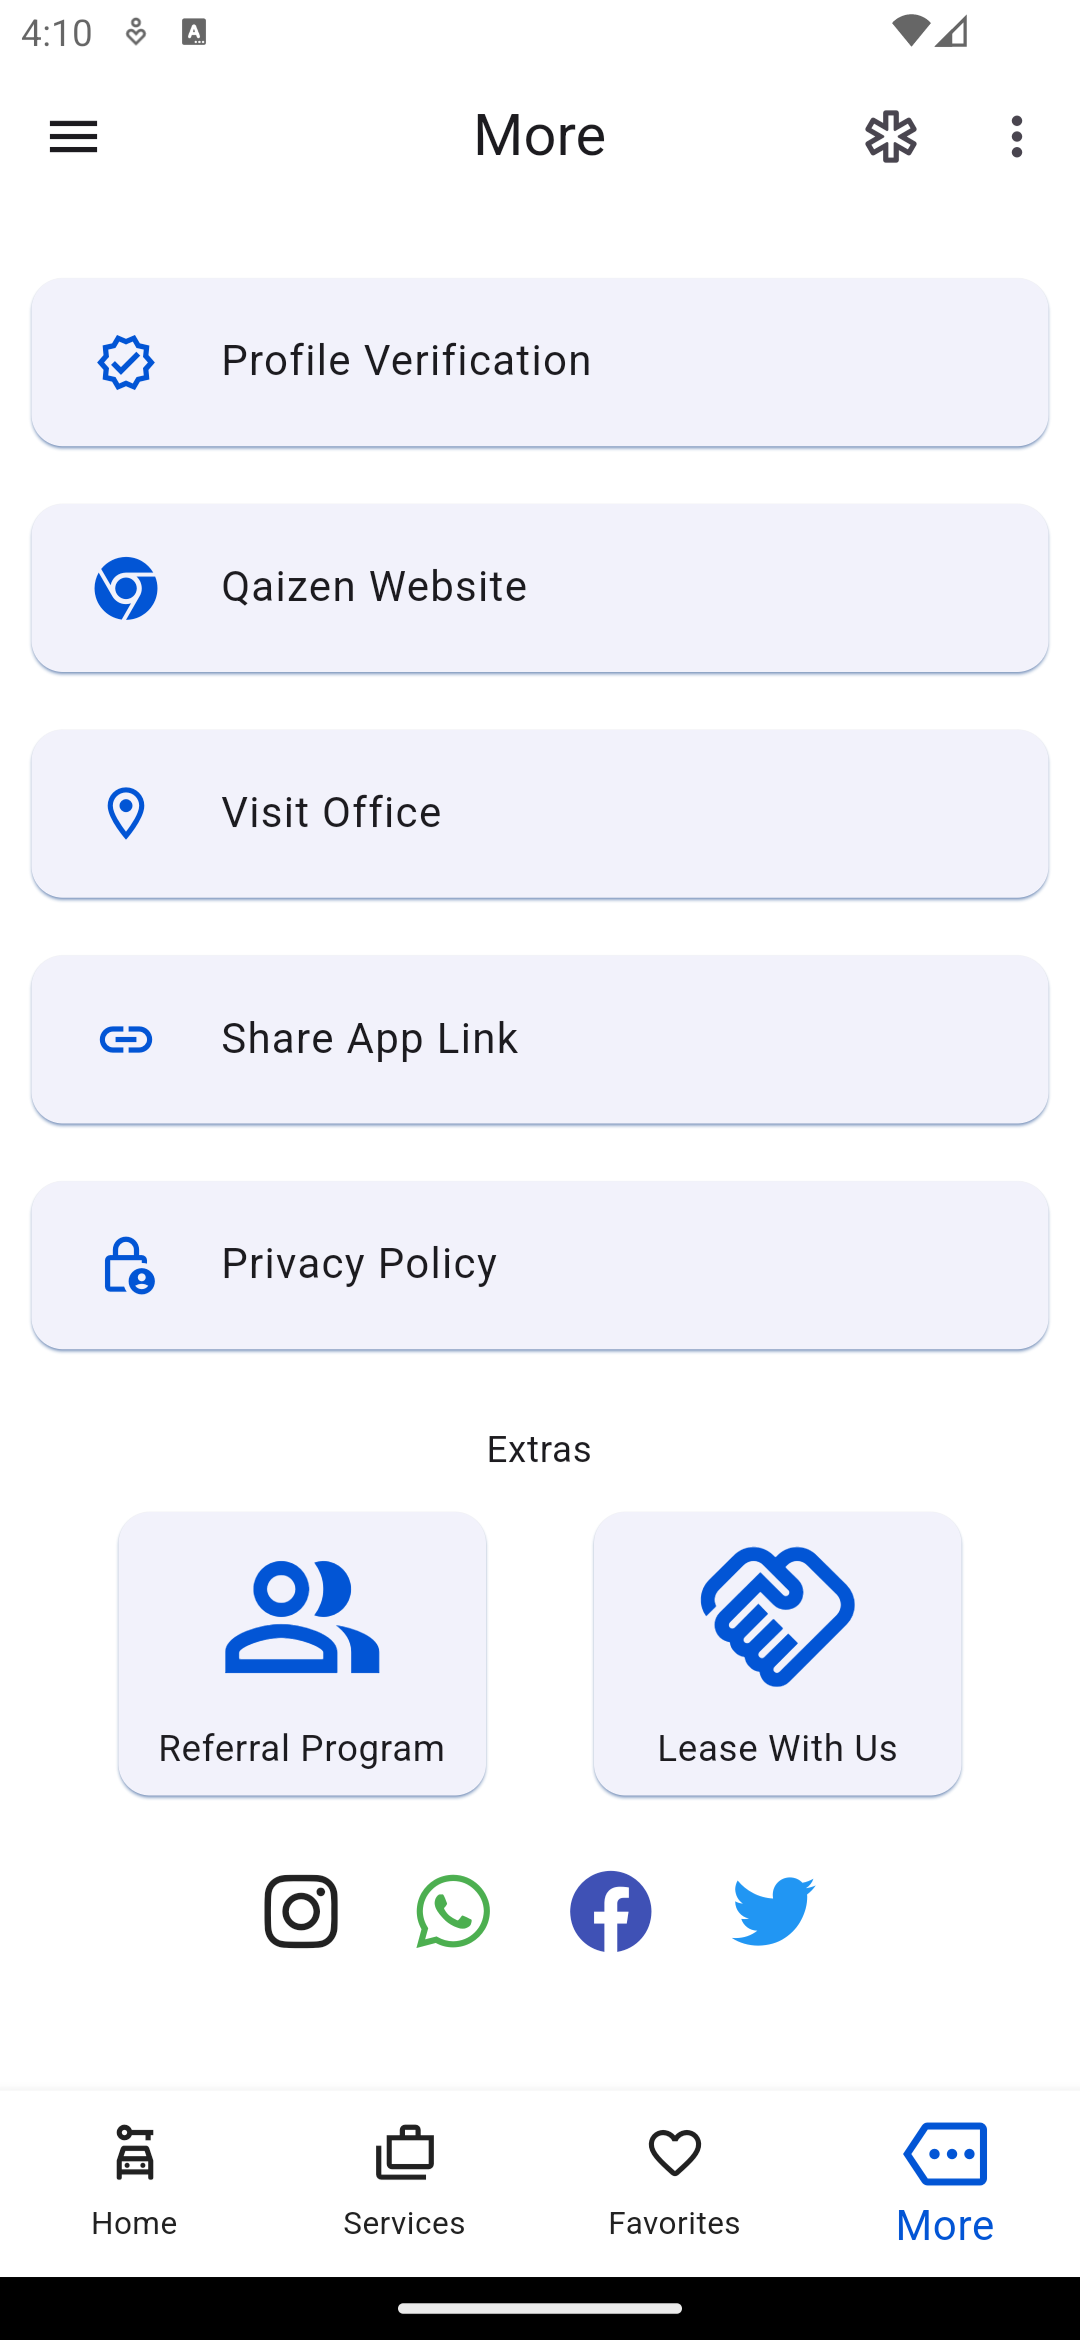 4:10
More
Profile Verification
Qaizen Website
Visit Office
Share App Link
Privacy Policy
Extras
Referral Program
Lease With Us
Home
Services
Favorites
More